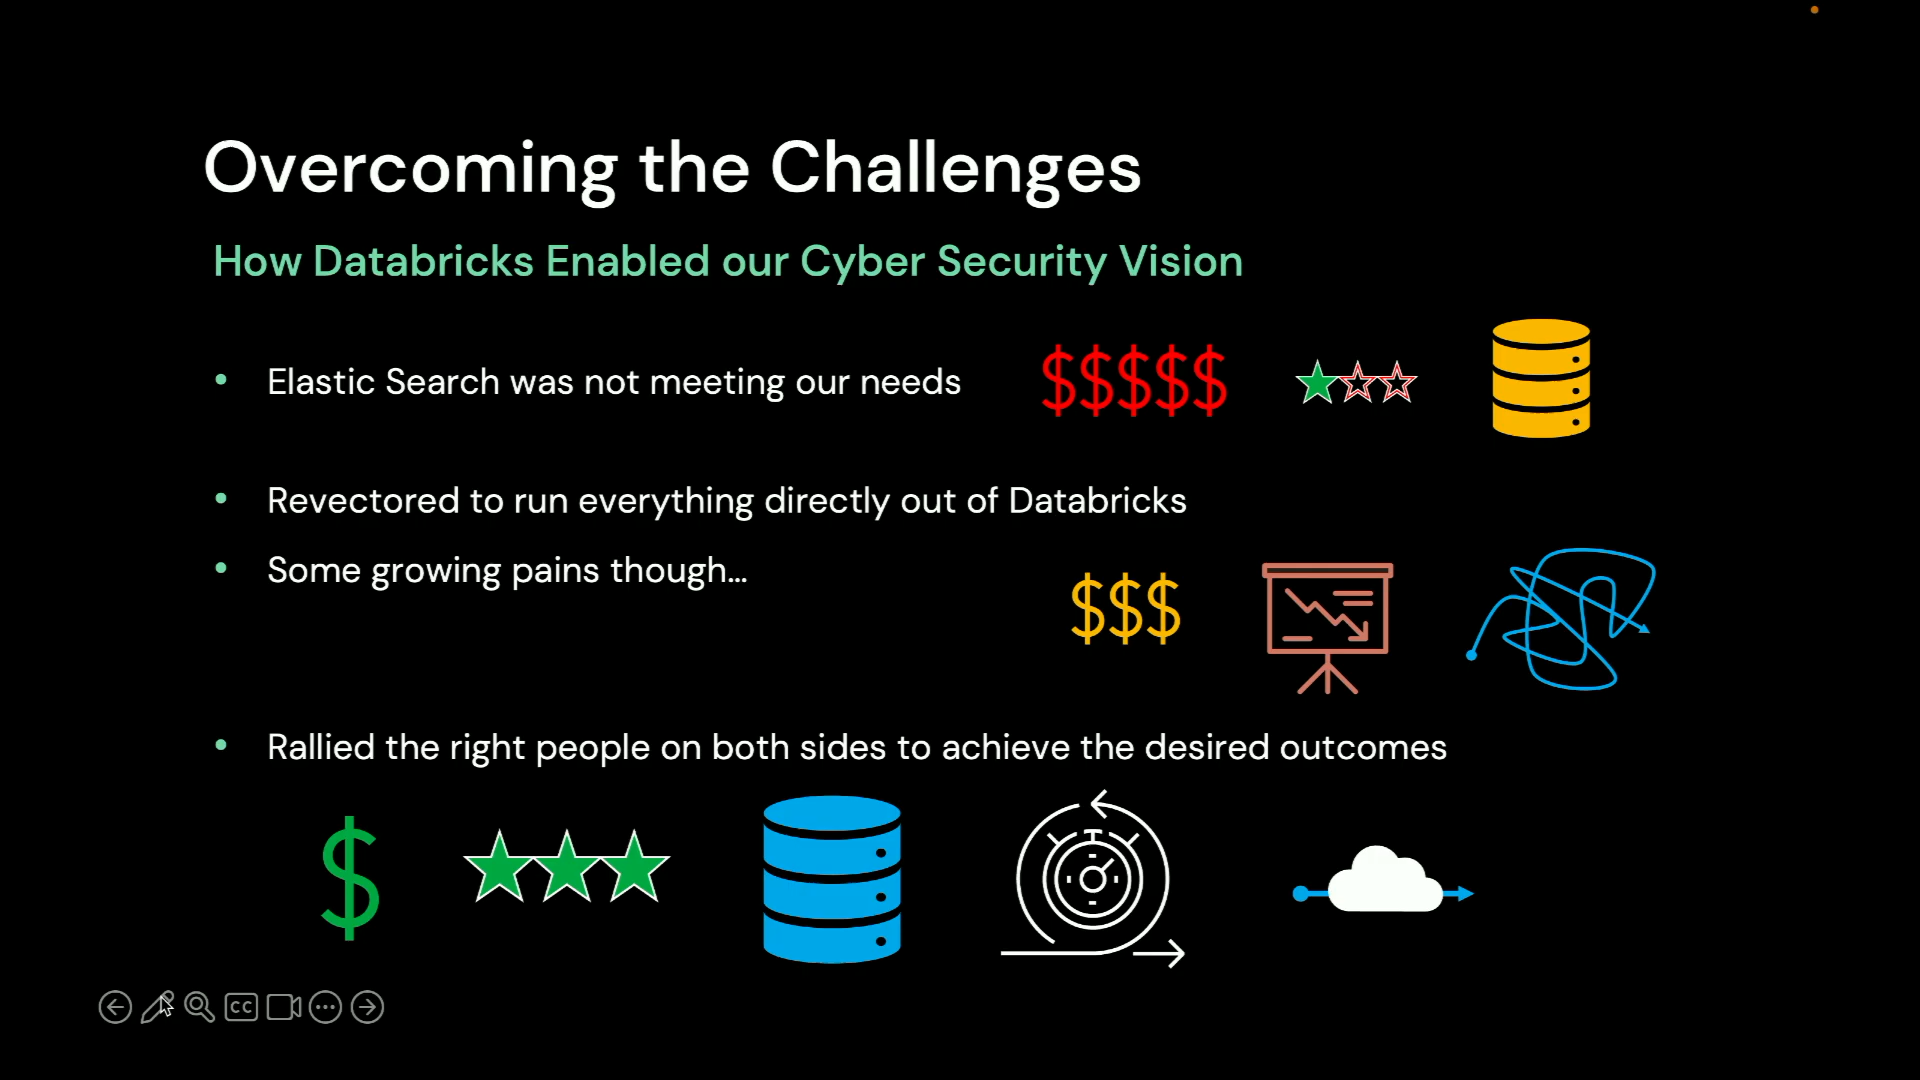 Overcoming the Challenges
How Databricks Enabled our Cyber Security Vision
• Elastic Search was not meeting our needs $$$$$
• Revectored to run everything directly out of Databricks
• Some growing pains though... $$$
• Rallied the right people on both sides to achieve the desired outcomes
$
CC